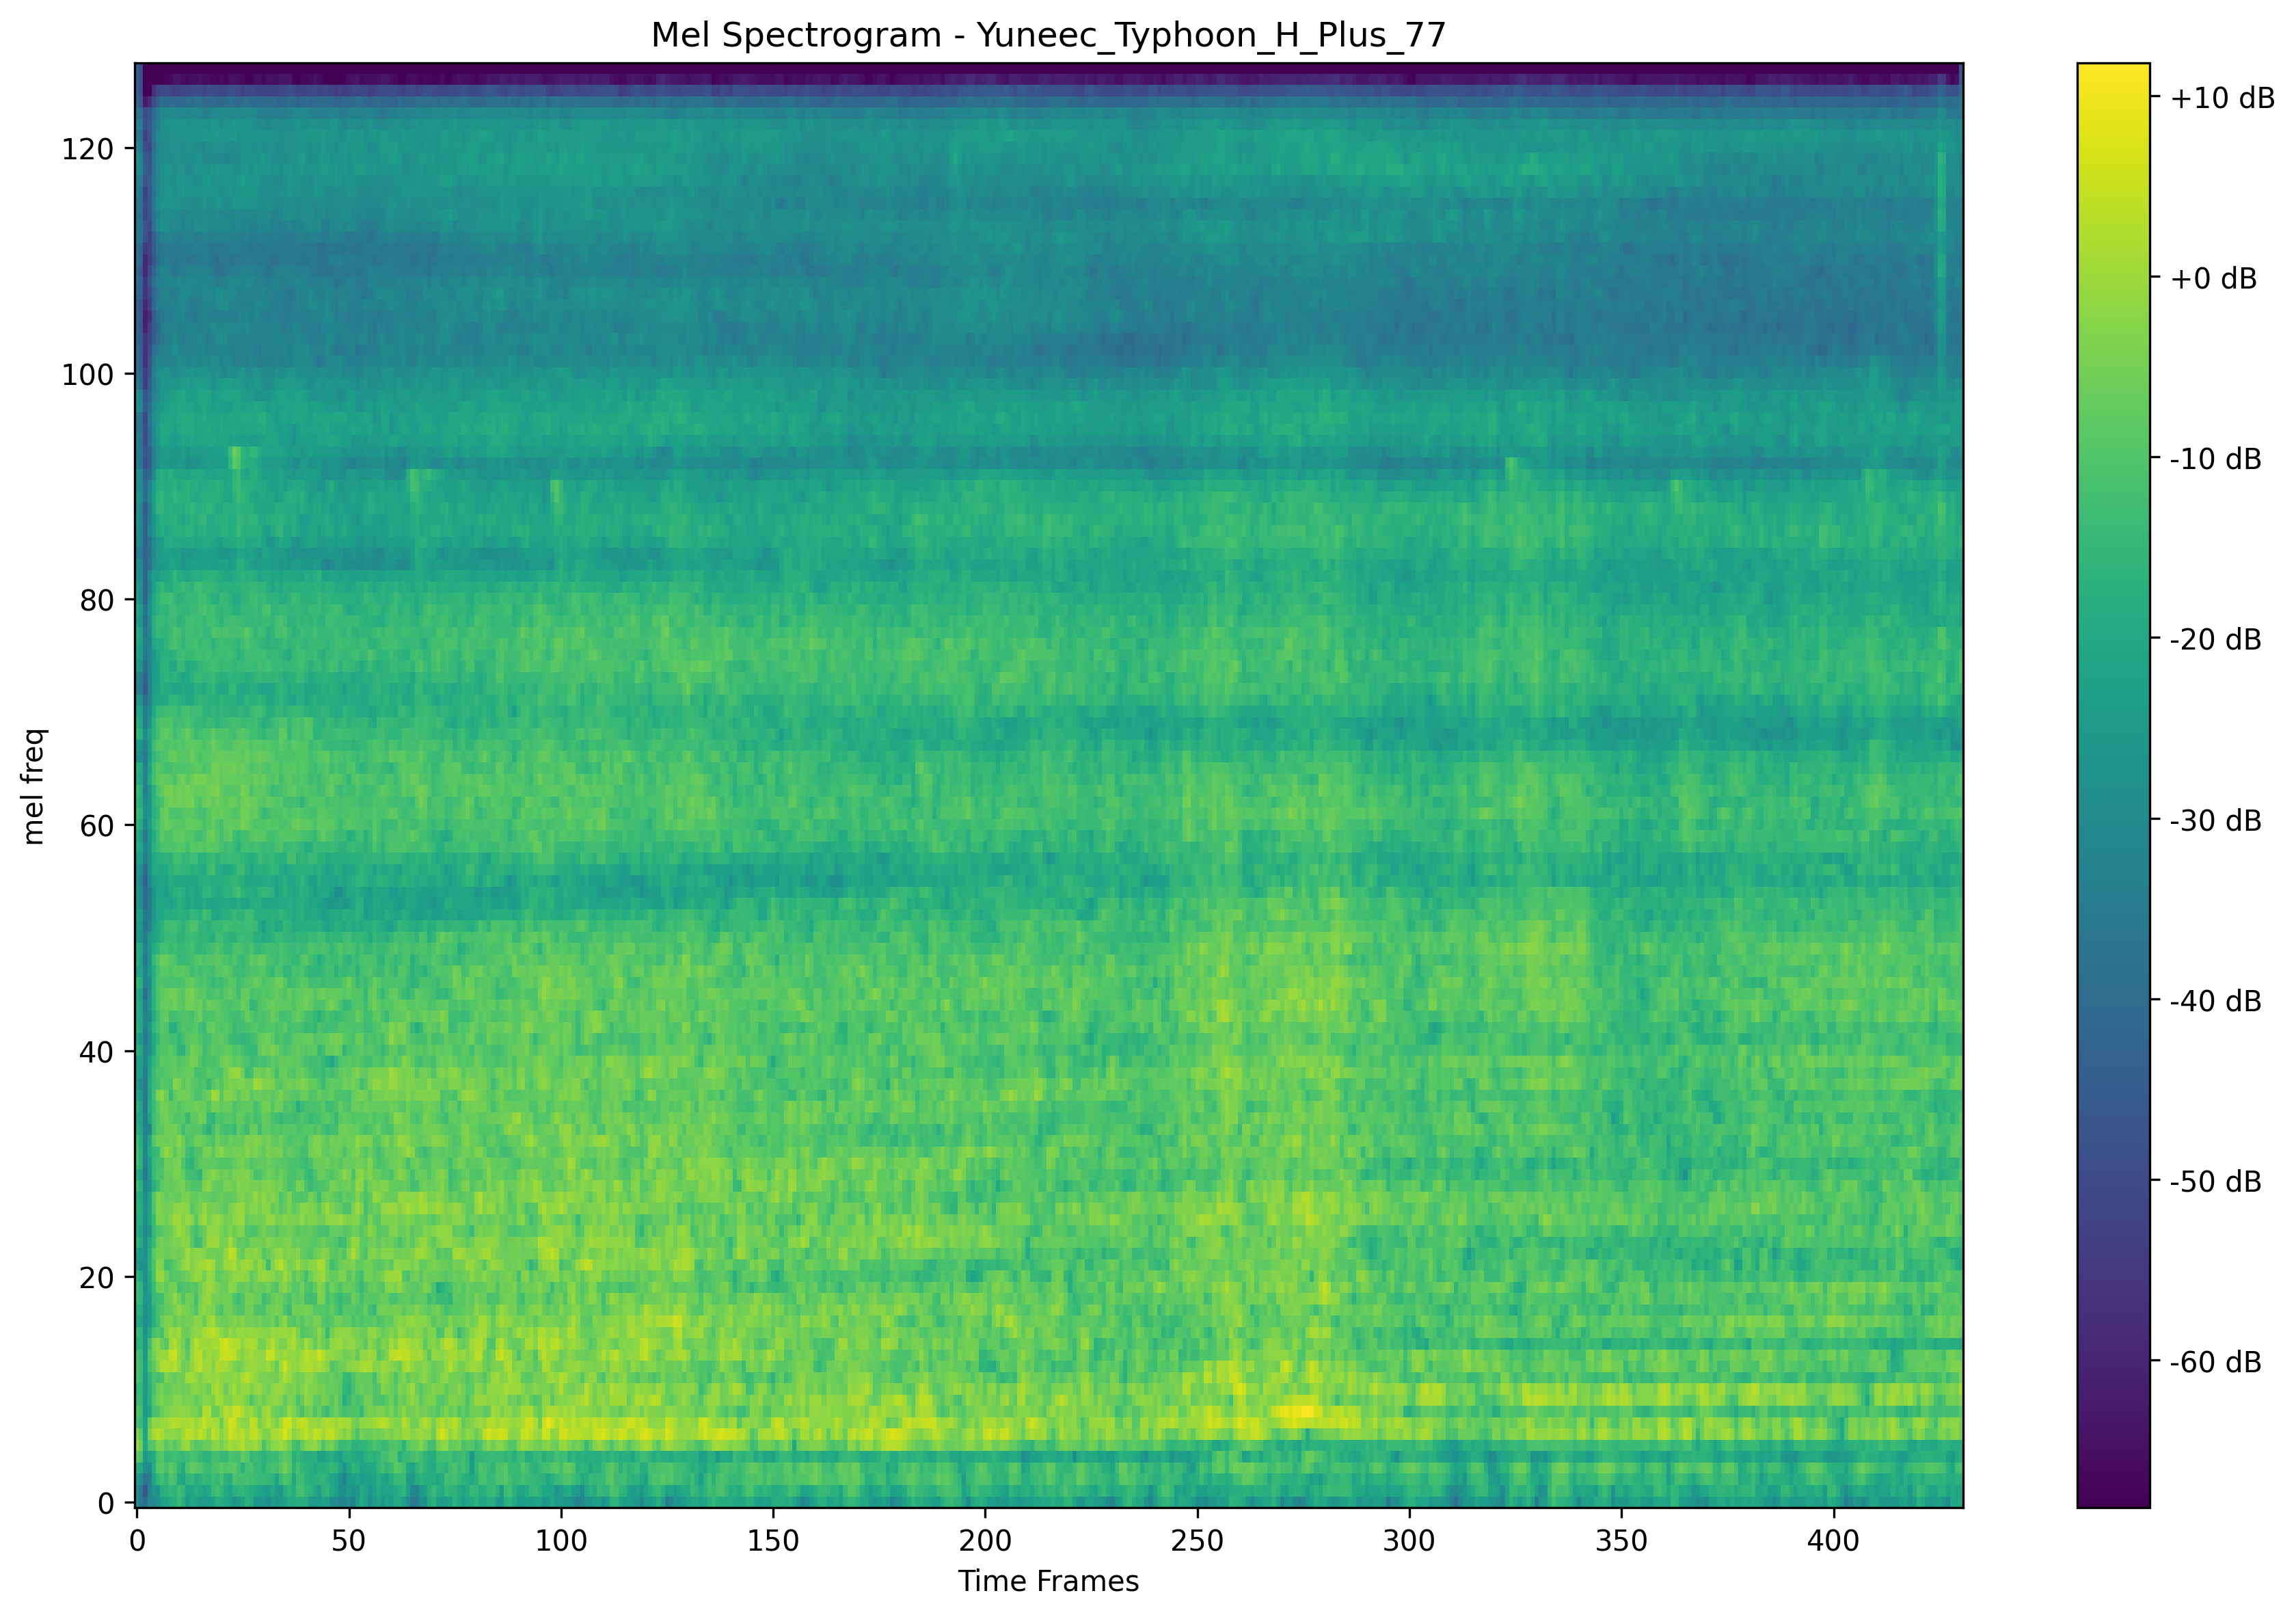 Mel Spectrogram - Yuneec_Typhoon_H_Plus_77
mel freq
120
100
80
60
40
20
0
0 50 100 150 200 250 300 350 400
Time Frames
+10 dB
+0 dB
-10 dB
-20 dB
-30 dB
-40 dB
-50 dB
-60 dB